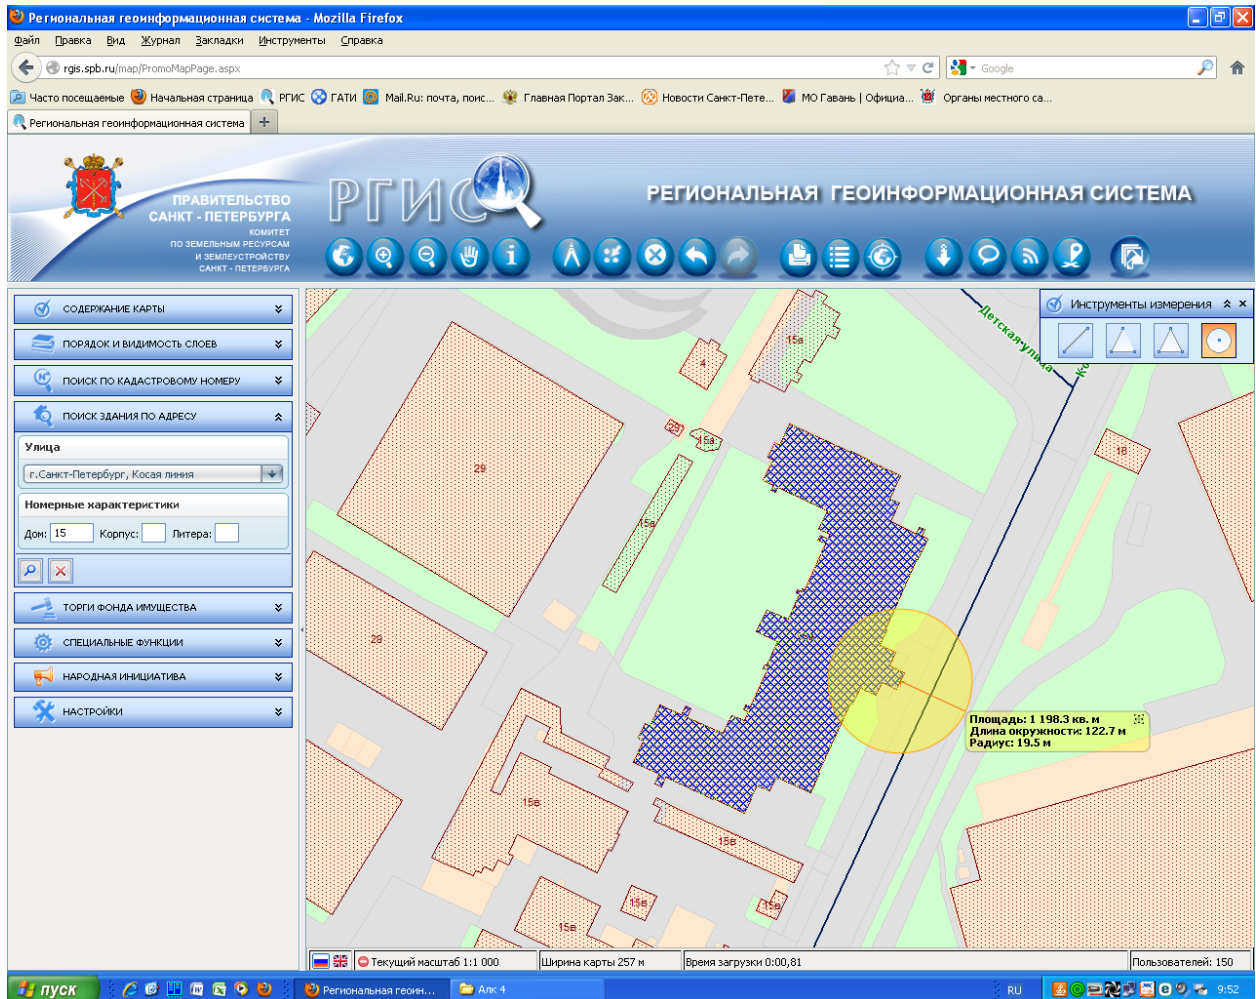 Региональная геоинформационная система - Mozilla Firefox
Файл Правка Вид Журнал Закладки Инструменты Справка
rgis.spb.ru/map/PromoMapPage.aspx
Google
Часто посещаемые Начальная страница РГИС ГАТИ Mail.Ru: почта, поис... Главная Портал Зак... Новости Санкт-Пете... МО Гавань | Официа... Органы местного са...
Региональная геоинформационная система
ПРАВИТЕЛЬСТВО
САНКТ - ПЕТЕРБУРГА
КОМИТЕТ
ПО ЗЕМЕЛЬНЫМ РЕСУРСАМ
И ЗЕМЛЕУСТРОЙСТВУ
САНКТ - ПЕТЕРБУРГА
РГИС
РЕГИОНАЛЬНАЯ ГЕОИНФОРМАЦИОННАЯ СИСТЕМА
СОДЕРЖАНИЕ КАРТЫ
ПОРЯДОК И ВИДИМОСТЬ СЛОЕВ
ПОИСК ПО КАДАСТРОВОМУ НОМЕРУ
ПОИСК ЗДАНИЯ ПО АДРЕСУ
Улица
г.Санкт-Петербург, Косая линия
Номерные характеристики
Дом: 15 Корпус: Литера:
ТОРГИ ФОНДА ИМУЩЕСТВА
СПЕЦИАЛЬНЫЕ ФУНКЦИИ
НАРОДНАЯ ИНИЦИАТИВА
НАСТРОЙКИ
Инструменты измерения
Детская улица
Ко
15а
4
29
15а
16
29
15а
29
Площадь: 1 198.3 кв. м
Длина окружности: 122.7 м
Радиус: 19.5 м
15в
15в
15в
15в
15в
Текущий масштаб 1:1 000
Ширина карты 257 м
Время загрузки 0:00,81
Пользователей: 150
пуск
Региональная геоин...
Алк 4
RU
9:52